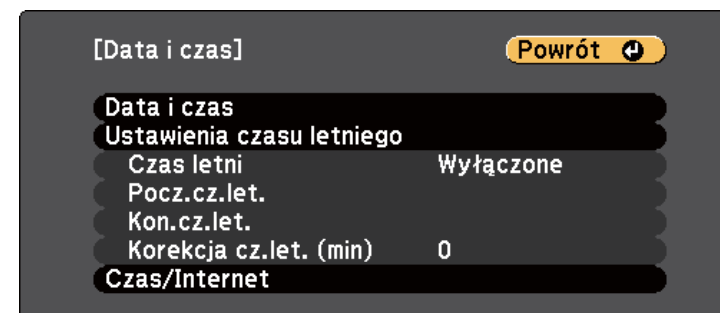 [Data i czas] Powrót
Data i czas
Ustawienia czasu letniego
Czas letni Wyłączone
Pocz.cz.let.
Kon.cz.let.
Korekcja cz.let. (min) 0
Czas/Internet